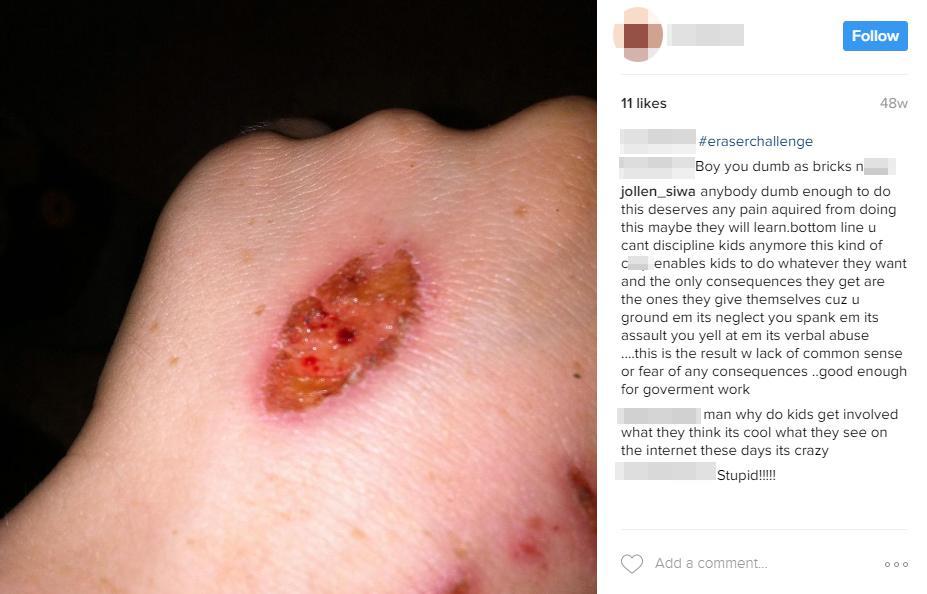 Follow
11 likes 48w
#eraserchallenge
Boy you dumb as bricks n
jollen_siwa anybody dumb enough to do
this deserves any pain aquired from doing
this maybe they will learn.bottom line u
cant discipline kids anymore this kind of
c enables kids to do whatever they want
and the only consequences they get are
the ones they give themselves cuz u
ground em its neglect you spank em its
assault you yell at em its verbal abuse
....this is the result w lack of common sense
or fear of any consequences ..good enough
for goverment work
man why do kids get involved
what they think its cool what they see on
the internet these days its crazy
Stupid!!!!!
Add a comment...